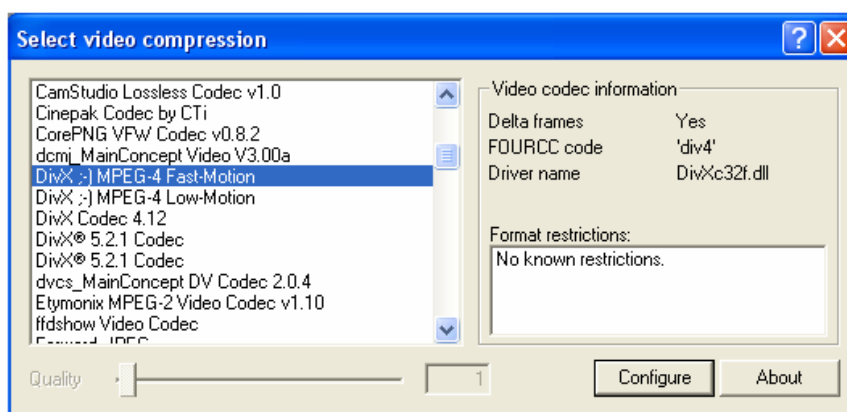 Select video compression
CamStudio Lossless Codec v1.0
Cinepak Codec by CTi
CorePNG VFW Codec v0.8.2
dcmj_MainConcept Video V3.00a
DivX ;-) MPEG-4 Fast-Motion
DivX ;-) MPEG-4 Low-Motion
DivX Codec 4.12
DivX® 5.2.1 Codec
DivX® 5.2.1 Codec
dvcs_MainConcept DV Codec 2.0.4
Etymonix MPEG-2 Video Codec v1.10
ffdshow Video Codec
Video codec information
Delta frames Yes
FOURCC code 'div4'
Driver name DivXc32f.dll
Format restrictions:
No known restrictions.
Quality 1
Configure About